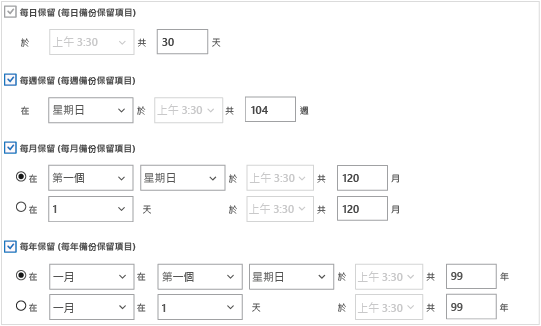 每日保留 (每日備份保留項目)
於 上午 3:30 共 30 天
每週保留 (每週備份保留項目)
在 星期日 於 上午 3:30 共 104 週
每月保留 (每月備份保留項目)
在 第一個 星期日 於 上午 3:30 共 120 月
在 1 天 於 上午 3:30 共 120 月
每年保留 (每年備份保留項目)
在 一月 在 第一個 星期日 於 上午 3:30 共 99 年
在 一月 在 1 天 於 上午 3:30 共 99 年